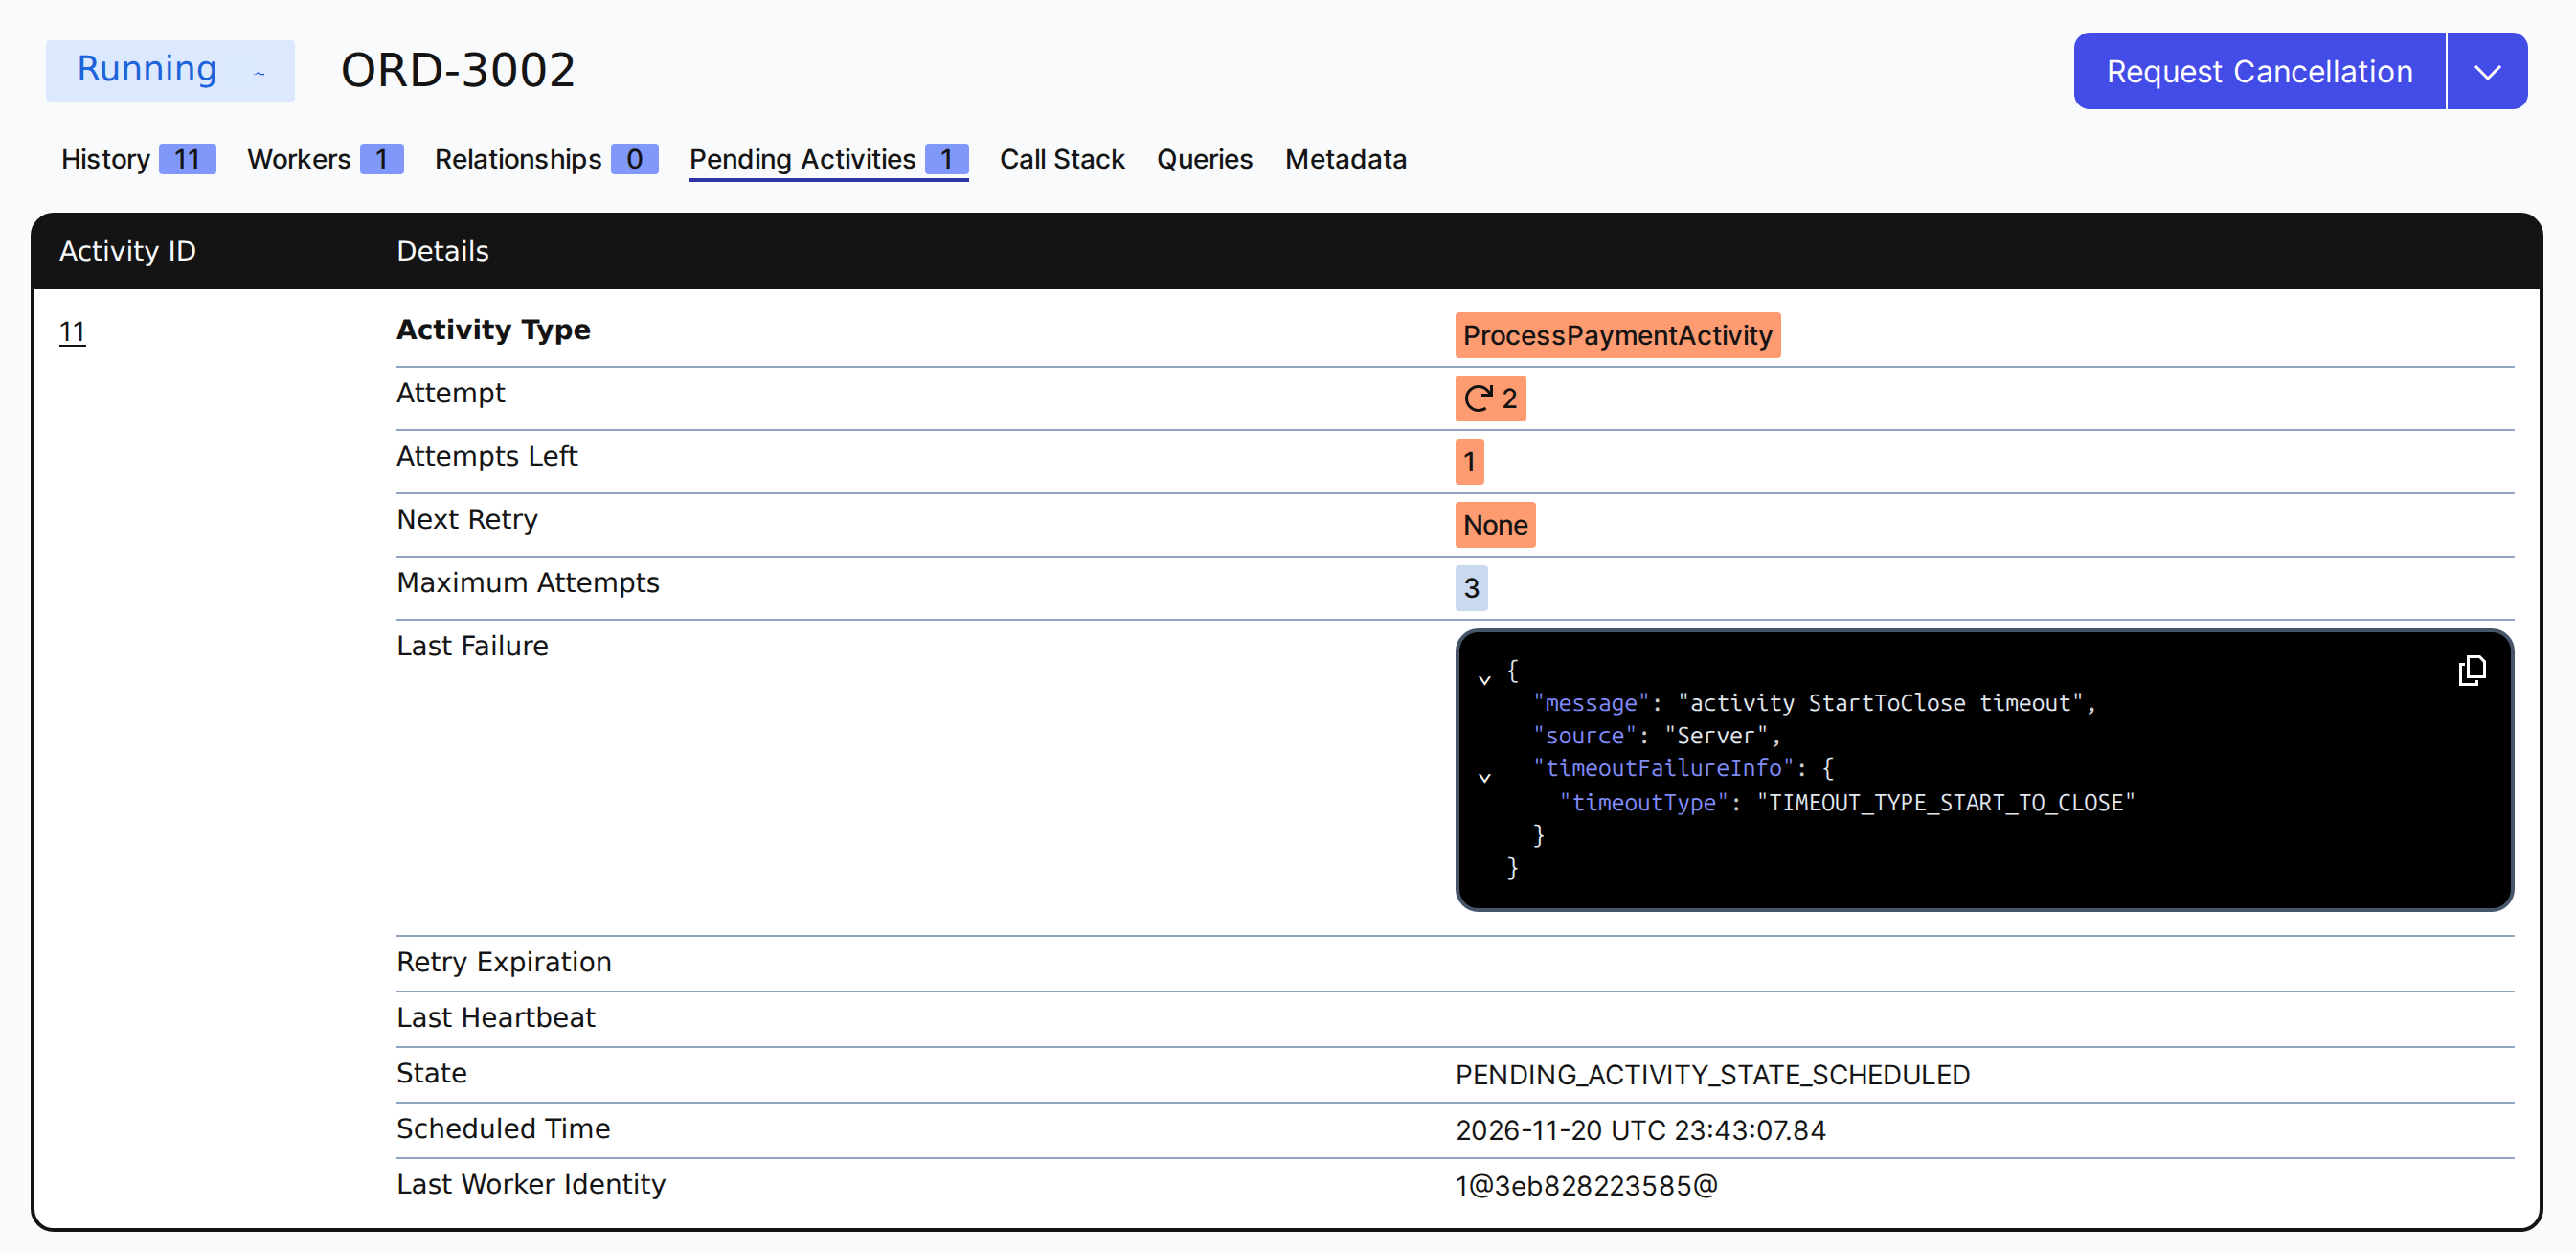 Running
ORD-3002
Request Cancellation
History 11 Workers 1 Relationships 0 Pending Activities 1 Call Stack Queries Metadata
Activity ID Details
11 Activity Type ProcessPaymentActivity
Attempt 2
Attempts Left 1
Next Retry None
Maximum Attempts 3
Last Failure
{
"message": "activity StartToClose timeout",
"source": "Server",
"timeoutFailureInfo": {
"timeoutType": "TIMEOUT_TYPE_START_TO_CLOSE"
}
}
Retry Expiration
Last Heartbeat
State PENDING_ACTIVITY_STATE_SCHEDULED
Scheduled Time 2026-11-20 UTC 23:43:07.84
Last Worker Identity 1@3eb828223585@